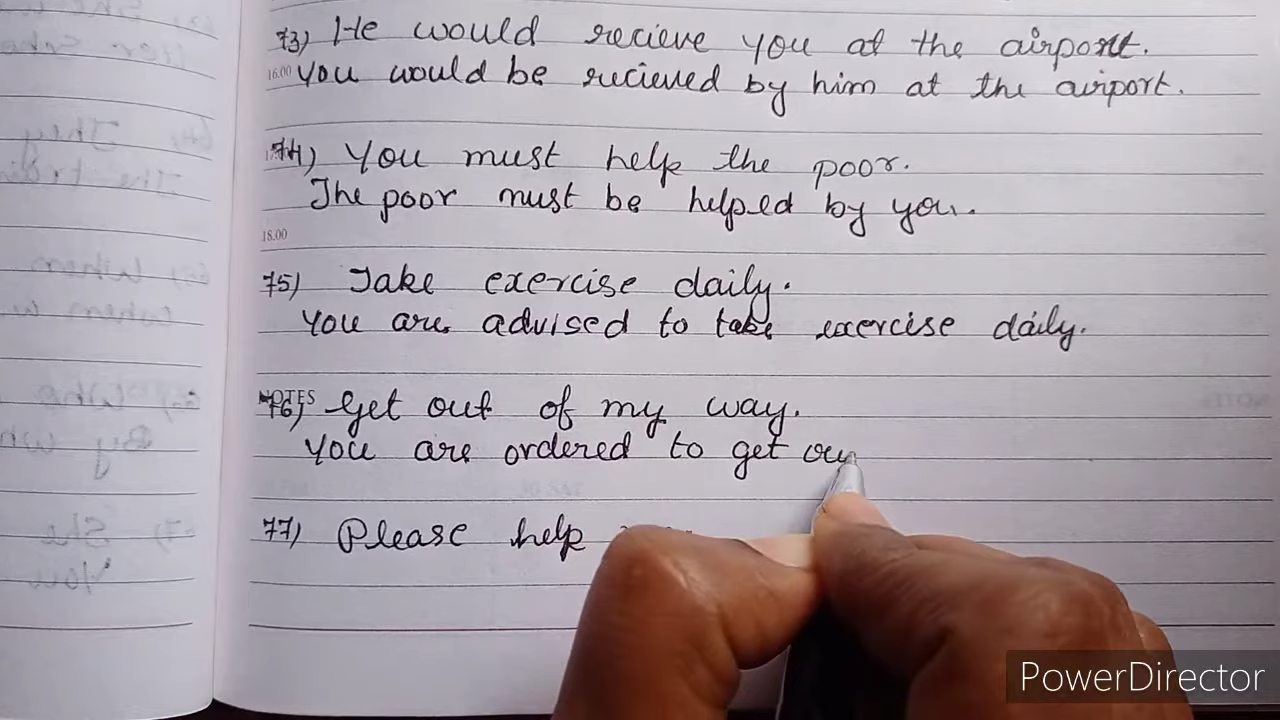 73) He would recieve you at the airport.
16.00 You would be recieved by him at the airport.
74) You must help the poor.
The poor must be helped by you.
18.00
75) Take exercise daily.
You are advised to take exercise daily.
NOTES
76) Get out of my way.
You are ordered to get ou
77) Please help
PowerDirector